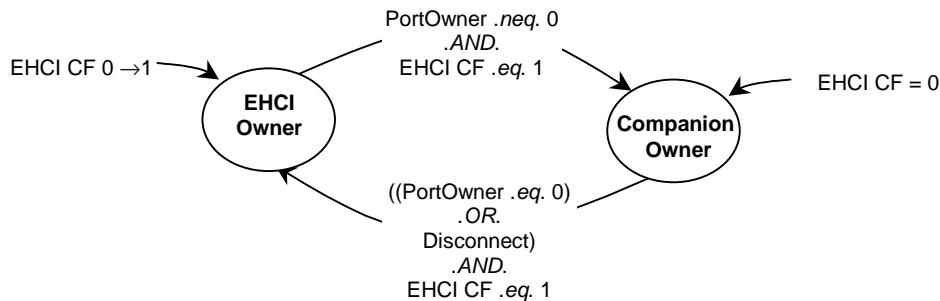 PortOwner .neq. 0
.AND.
EHCI CF .eq. 1
EHCI CF 0 →1
EHCI
Owner
EHCI CF = 0
Companion
Owner
((PortOwner .eq. 0)
.OR.
Disconnect)
.AND.
EHCI CF .eq. 1